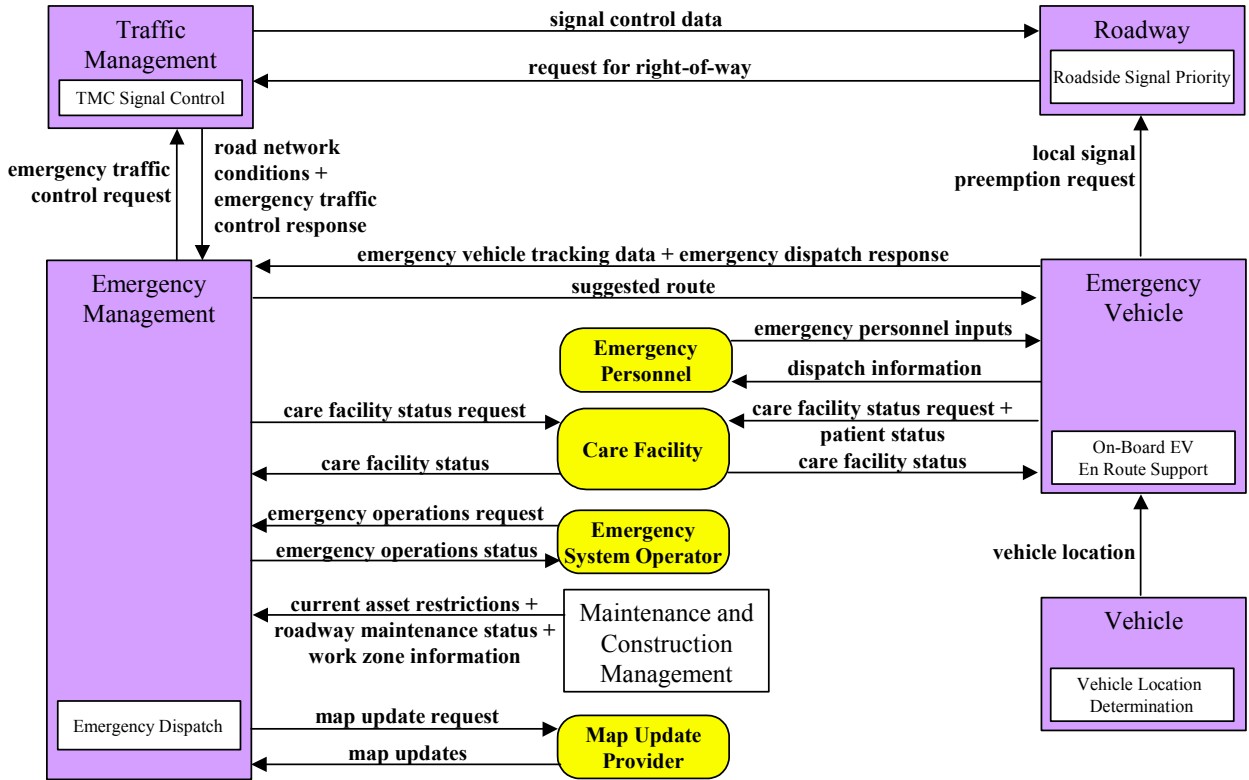 Traffic
Management
TMC Signal Control
signal control data
request for right-of-way
Roadway
Roadside Signal Priority
emergency traffic
control request
road network
conditions +
emergency traffic
control response
local signal
preemption request
Emergency
Management
emergency vehicle tracking data + emergency dispatch response
suggested route
Emergency
Vehicle
Emergency
Personnel
emergency personnel inputs
dispatch information
care facility status request
care facility status
Care Facility
care facility status request +
patient status
care facility status
On-Board EV
En Route Support
emergency operations request
emergency operations status
Emergency
System Operator
vehicle location
current asset restrictions +
roadway maintenance status +
work zone information
Maintenance and
Construction
Management
Vehicle
Vehicle Location
Determination
Emergency Dispatch
map update request
map updates
Map Update
Provider